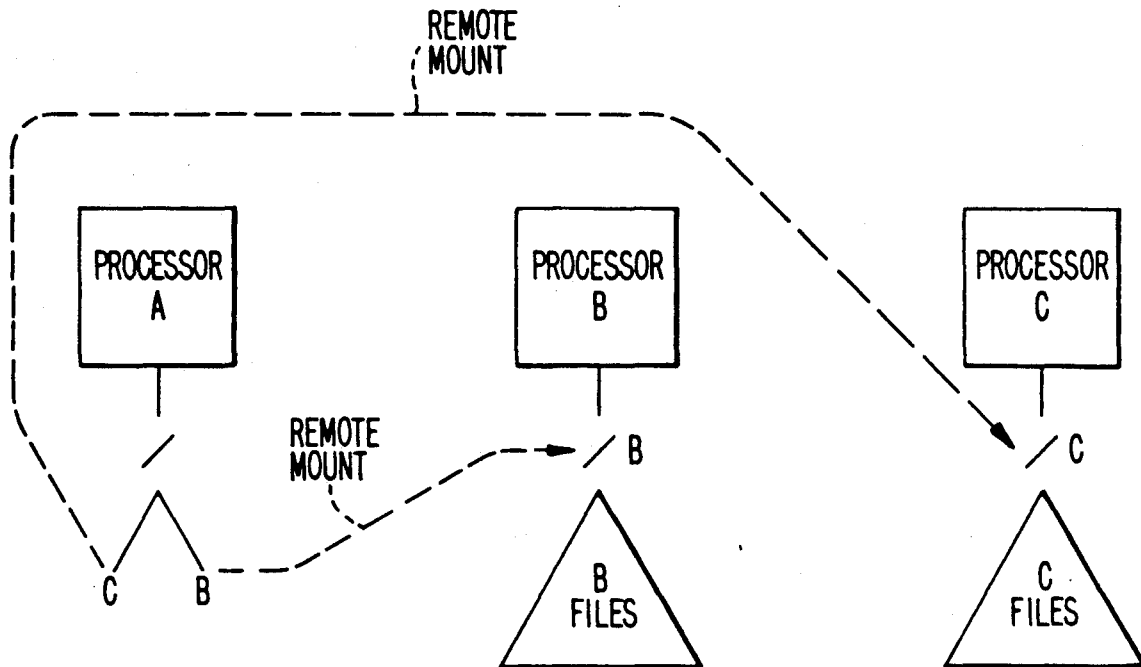 REMOTE
MOUNT
PROCESSOR
A
PROCESSOR
B
PROCESSOR
C
REMOTE
MOUNT
/ B
/ C
/
C B
B
FILES
C
FILES